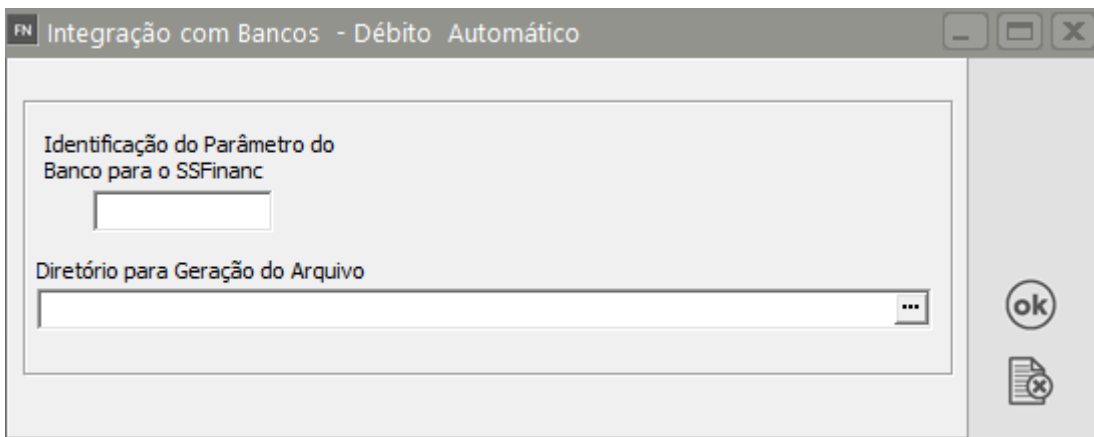 FN Integração com Bancos - Débito Automático
Identificação do Parâmetro do
Banco para o SSFinanc
Diretório para Geração do Arquivo
...
ok